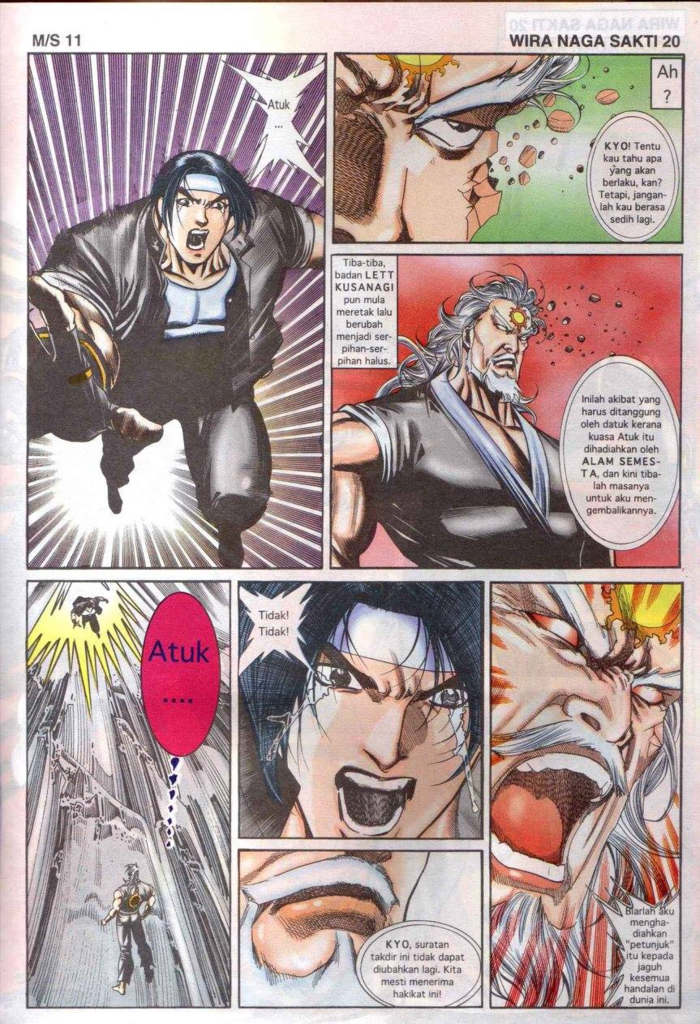 M/S 11
WIRA NAGA SAKTI 20
Atuk
...
Ah
?
KYO! Tentu
kau tahu apa
yang akan
berlaku, kan?
Tetapi, jangan-
lah kau berasa
sedih lagi.
Tiba-tiba,
badan LETT
KUSANAGI
pun mula
meretak lalu
berubah
menjadi ser-
pihan-ser-
pihan halus.
Inilah akibat yang
harus ditanggung
oleh datuk kerana
kuasa Atuk itu
dihadiahkan oleh
ALAM SEMES-
TA, dan kini tiba-
lah masanya
untuk aku men-
gembalikannya.
Atuk
....
Tidak!
Tidak!
KYO, suratan
takdir ini tidak dapat
diubahkan lagi. Kita
mesti menerima
hakikat ini!
Biarlah aku
mengha-
diahkan
"petunjuk"
itu kepada
jaguh
kesemua
handalan di
dunia ini.